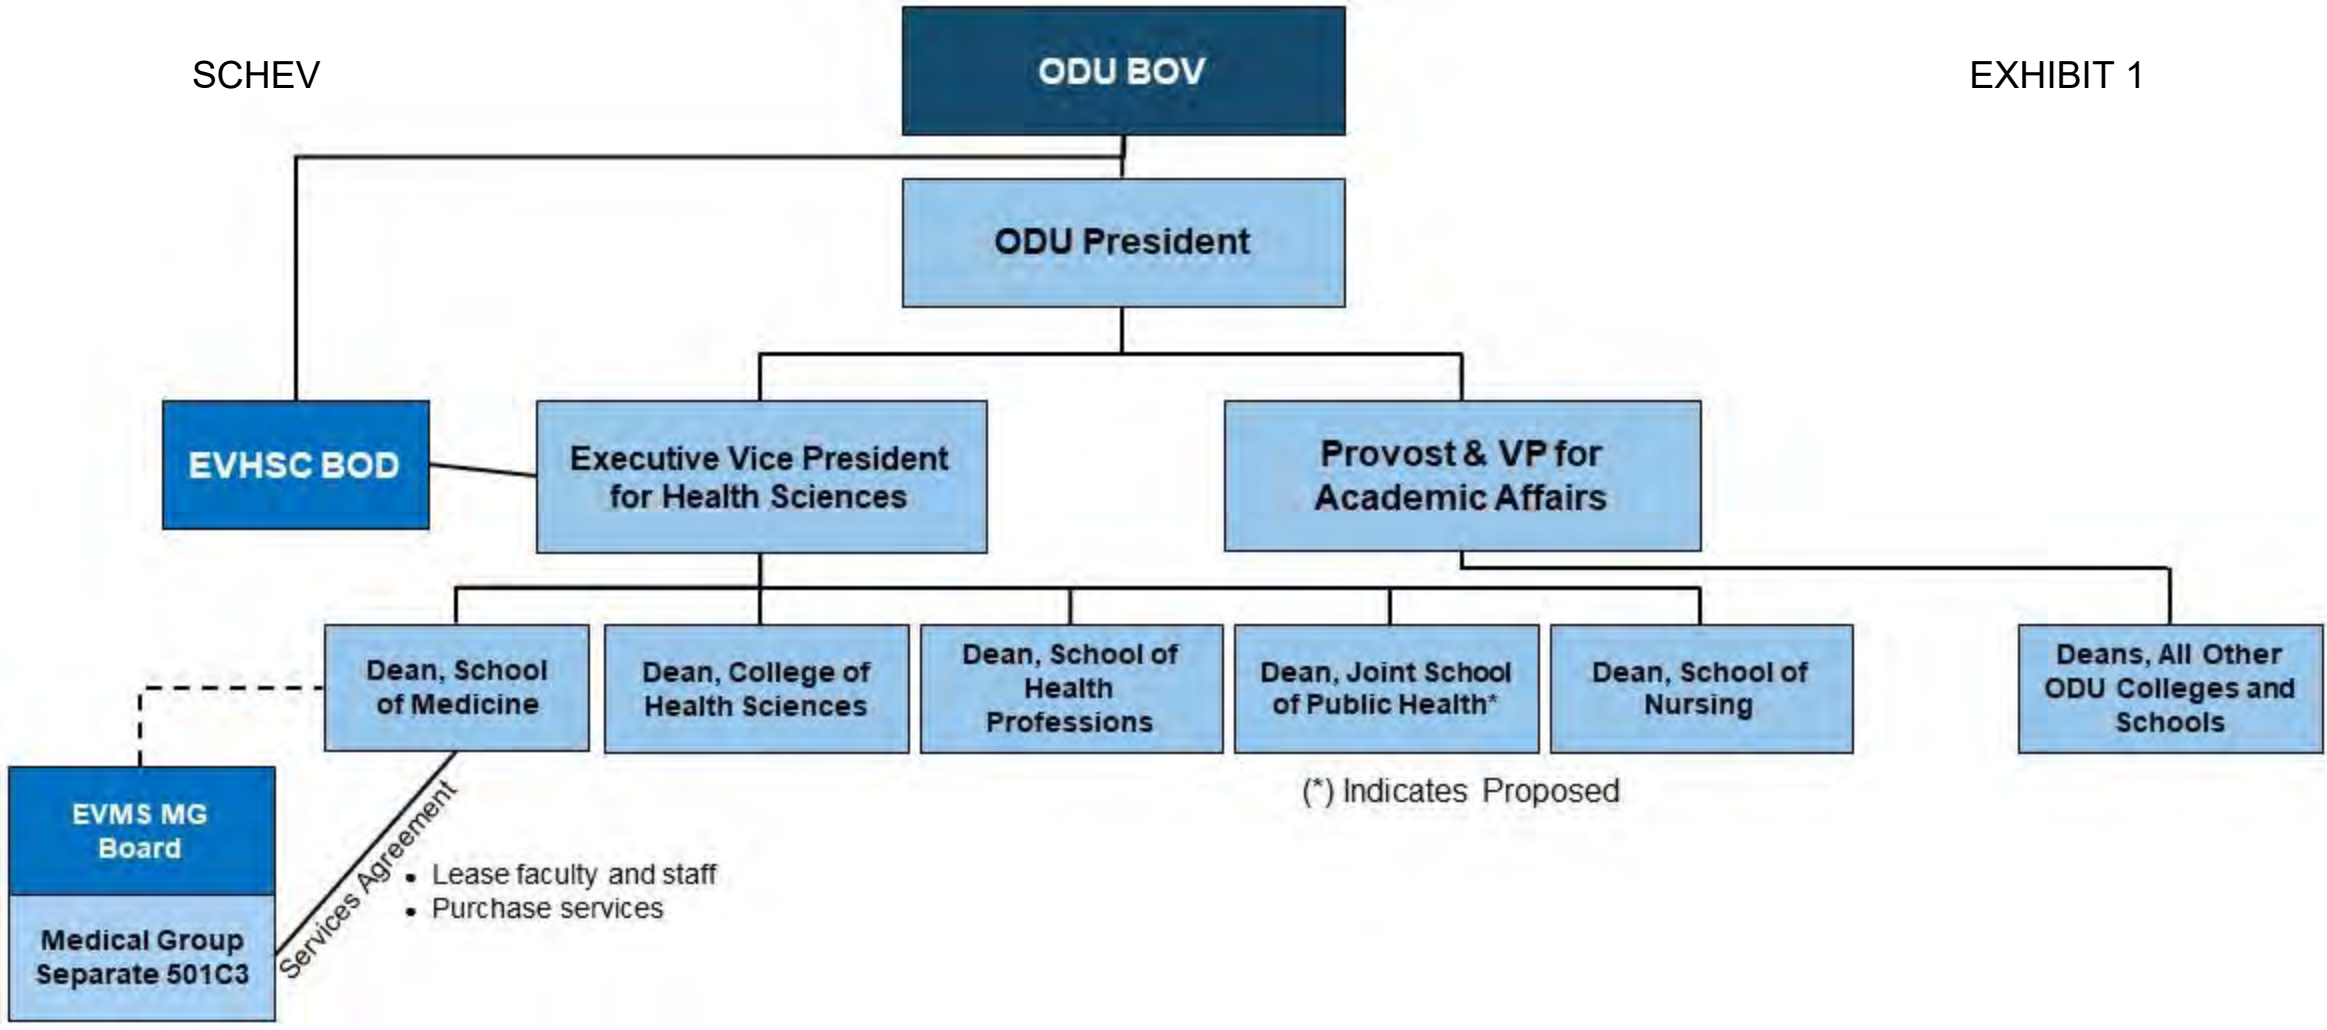 SCHEV
ODU BOV
EXHIBIT 1
ODU President
EVHSC BOD
Executive Vice President
for Health Sciences
Provost & VP for
Academic Affairs
Dean, School
of Medicine
Dean, College of
Health Sciences
Dean, School of
Health
Professions
Dean, Joint School
of Public Health*
Dean, School of
Nursing
Deans, All Other
ODU Colleges and
Schools
(*) Indicates Proposed
EVMS MG
Board
Medical Group
Separate 501C3
Services Agreement
• Lease faculty and staff
• Purchase services